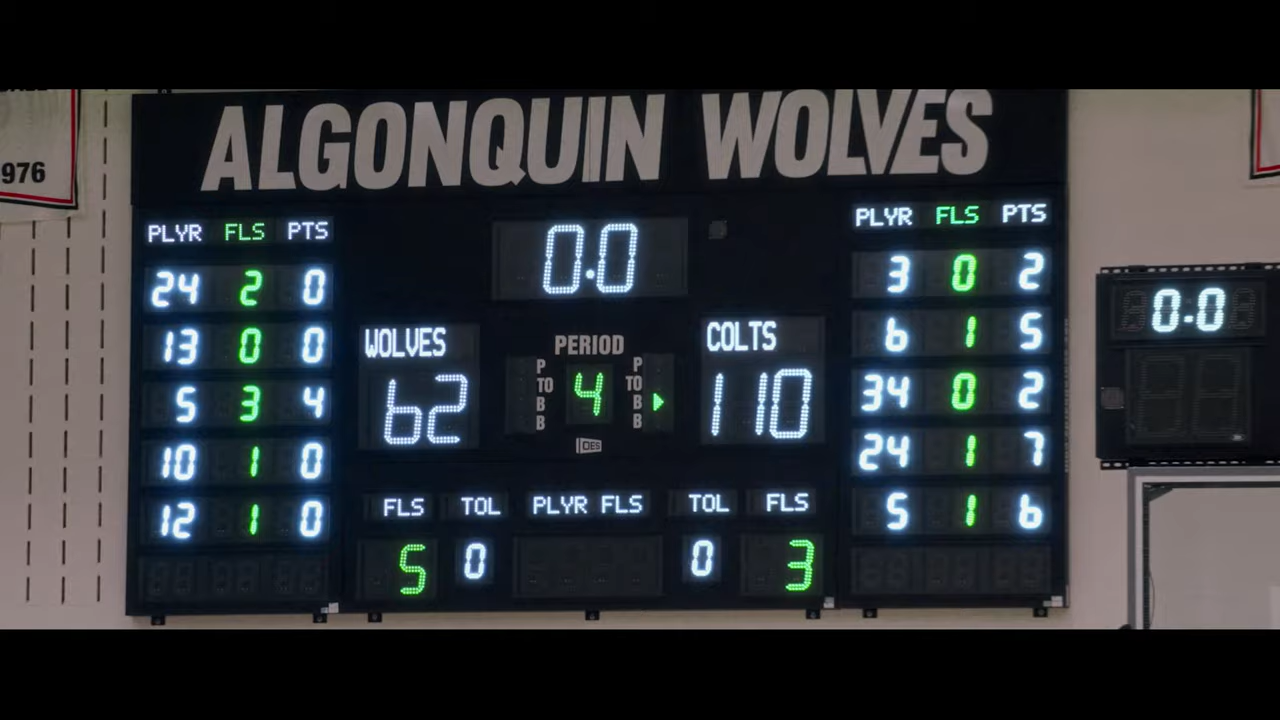 ALGONQUIN WOLVES
976
PLYR FLS PTS
24 2 0
13 0 0
5 3 4
10 1 0
12 1 0
0.0
WOLVES
62
PERIOD
4
P
TO
B
B
P
TO
B
B
OES
COLTS
110
FLS TOL PLYR FLS TOL FLS
5 0 0 3
PLYR FLS PTS
3 0 2
6 1 5
34 0 2
24 1 7
5 1 6
0.0